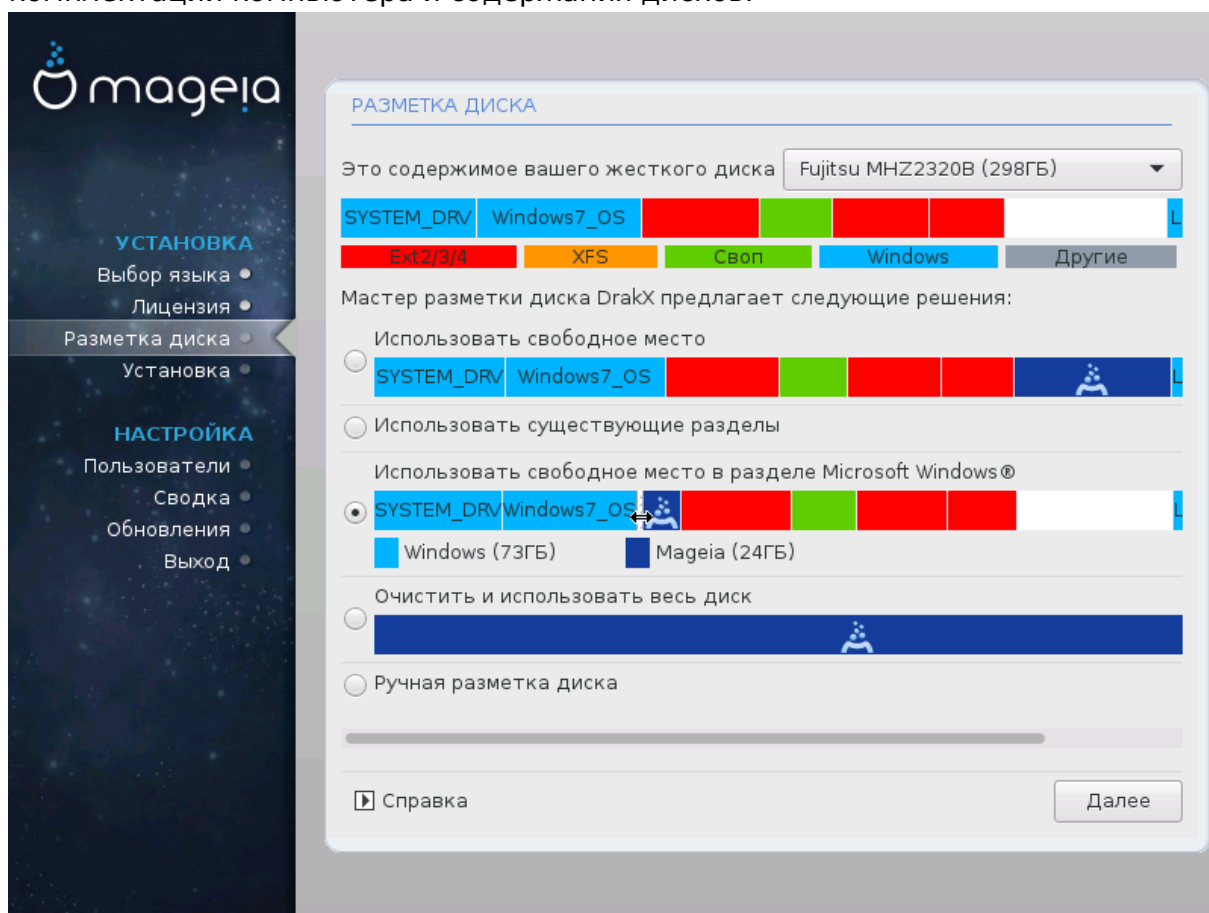 mageia
УСТАНОВКА
Выбор языка
Лицензия
Разметка диска
Установка
НАСТРОЙКА
Пользователи
Сводка
Обновления
Выход
РАЗМЕТКА ДИСКА
Это содержимое вашего жесткого диска Fujitsu MHZ2320B (298ГБ)
SYSTEM_DRV Windows7_OS L
Ext2/3/4 XFS Своп Windows Другие
Мастер разметки диска DrakX предлагает следующие решения:
Использовать свободное место
SYSTEM_DRV Windows7_OS L
Использовать существующие разделы
Использовать свободное место в разделе Microsoft Windows®
SYSTEM_DRV Windows7_OS L
Windows (73ГБ) Mageia (24ГБ)
Очистить и использовать весь диск
Ручная разметка диска
Справка
Далее